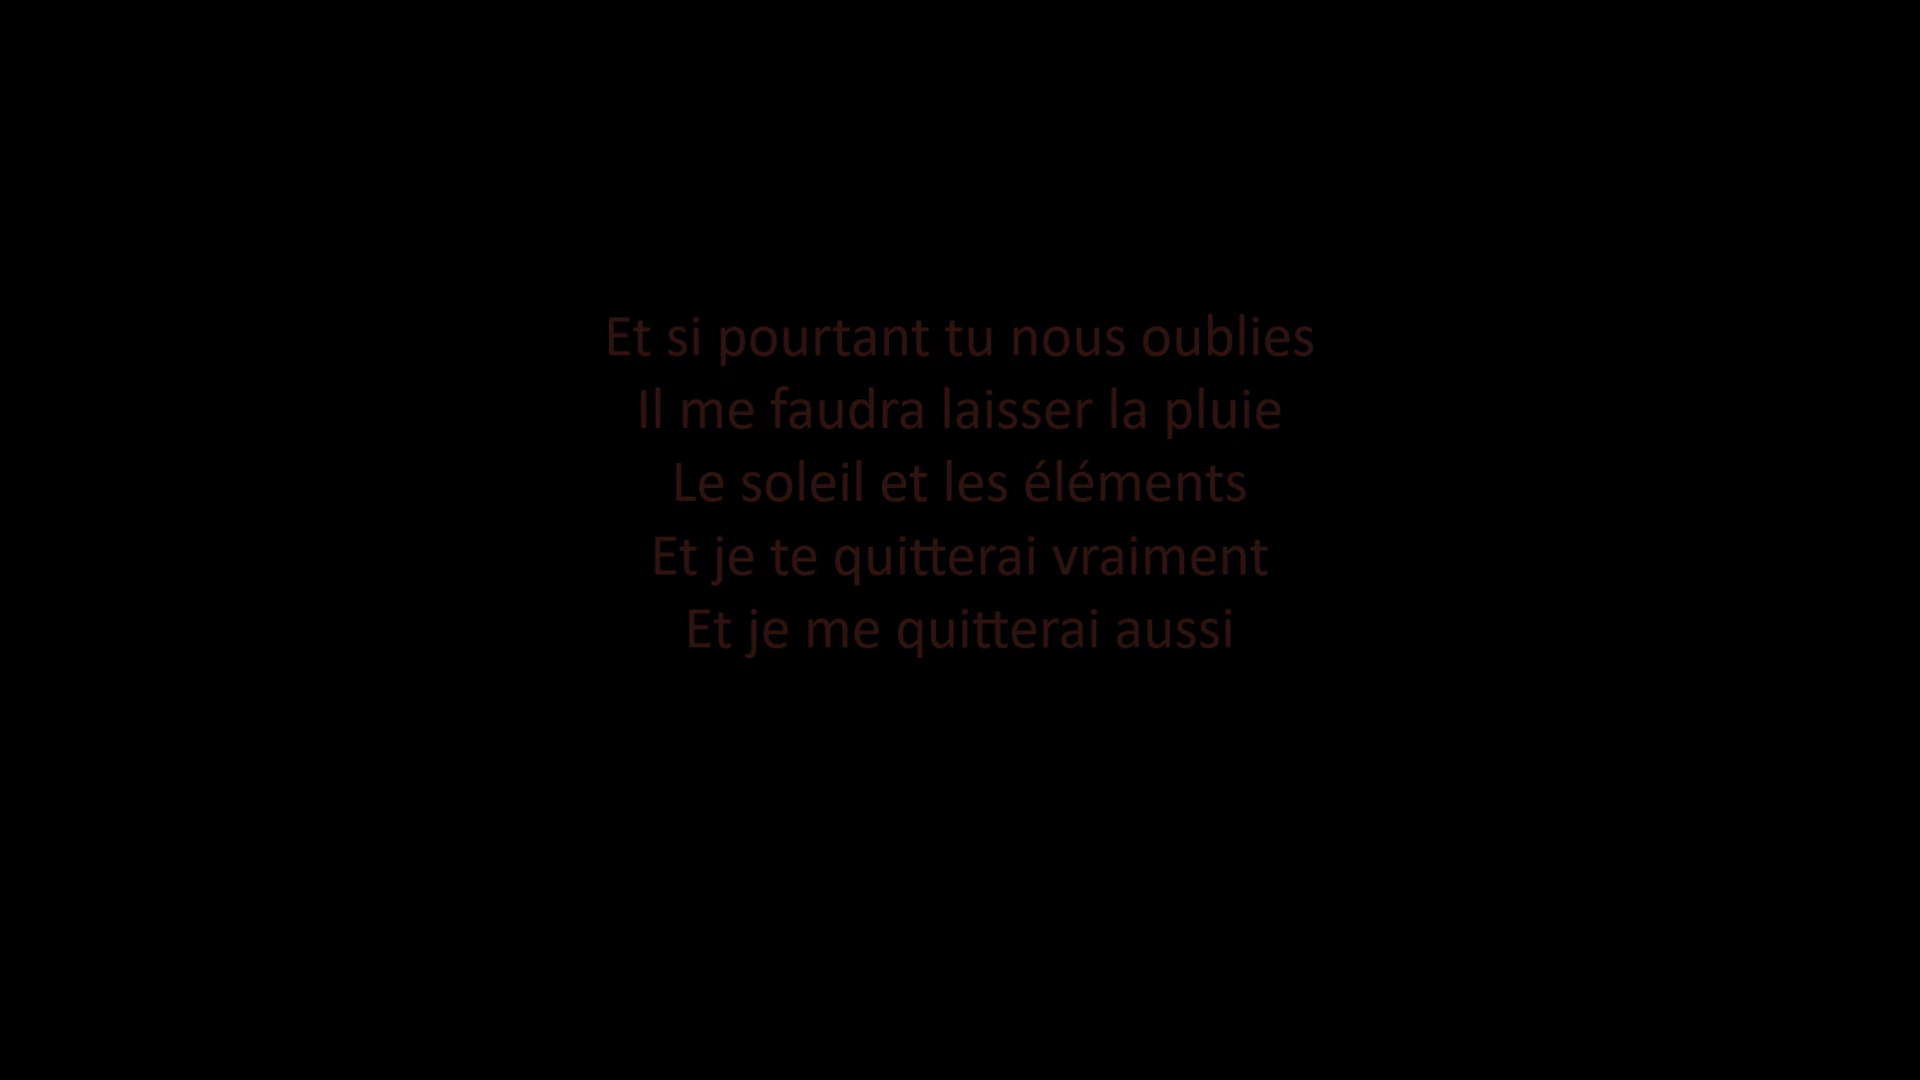 Et si pourtant tu nous oublies
Il me faudra laisser la pluie
Le soleil et les éléments
Et je te quitterai vraiment
Et je me quitterai aussi